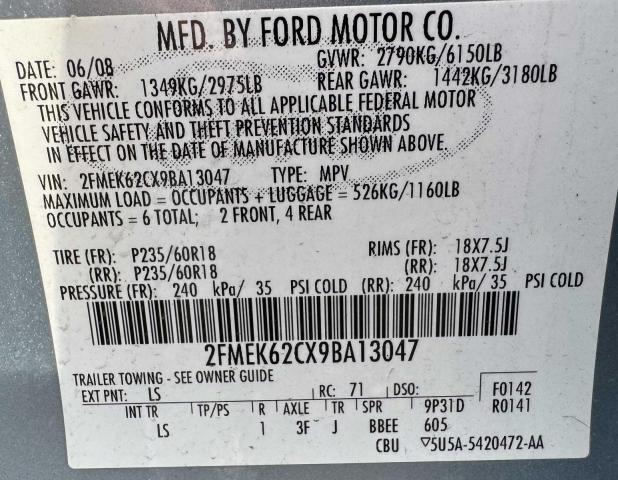 MFD. BY FORD MOTOR CO.
DATE: 06/08 GVWR: 2790KG/6150LB
FRONT GAWR: 1349KG/2975LB REAR GAWR: 1442KG/3180LB
THIS VEHICLE CONFORMS TO ALL APPLICABLE FEDERAL MOTOR
VEHICLE SAFETY AND THEFT PREVENTION STANDARDS
IN EFFECT ON THE DATE OF MANUFACTURE SHOWN ABOVE.
VIN: 2FMEK62CX9BA13047 TYPE: MPV
MAXIMUM LOAD = OCCUPANTS + LUGGAGE = 526KG/1160LB
OCCUPANTS = 6 TOTAL; 2 FRONT, 4 REAR
TIRE (FR): P235/60R18 RIMS (FR): 18X7.5J
(RR): P235/60R18 (RR): 18X7.5J
PRESSURE (FR): 240 kPa/ 35 PSI COLD (RR): 240 kPa/ 35 PSI COLD
2FMEK62CX9BA13047
TRAILER TOWING - SEE OWNER GUIDE
EXT PNT: LS RC: 71 DSO: F0142
INT TR TP/PS R AXLE TR SPR 9P31D R0141
LS 1 3F J BBEE 605
CBU ▽5U5A-5420472-AA